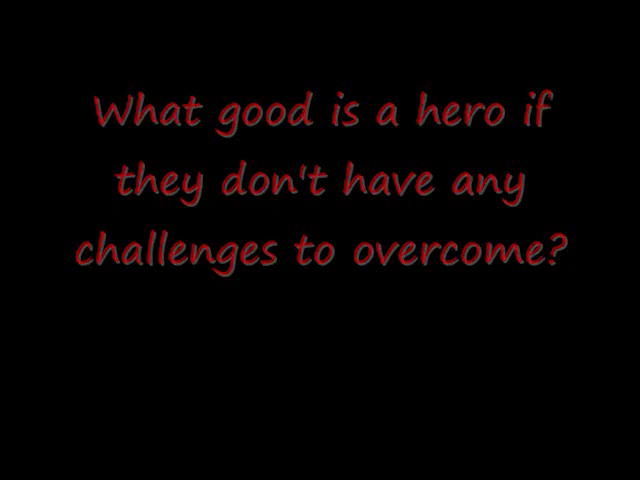 What good is a hero if
they don't have any
challenges to overcome?